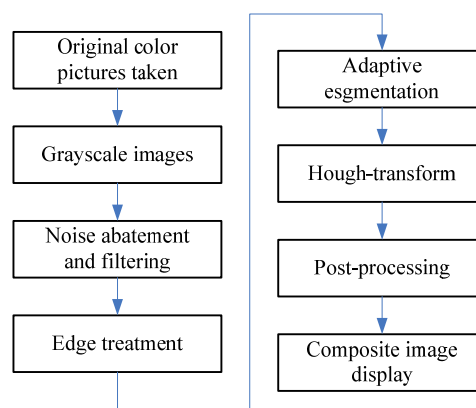 Original color
pictures taken
Grayscale images
Noise abatement
and filtering
Edge treatment
Adaptive
esgmentation
Hough-transform
Post-processing
Composite image
display